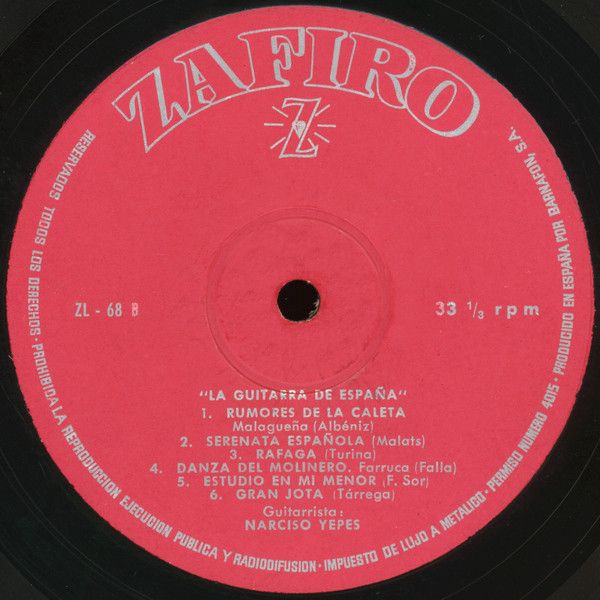 ZAFIRO
Z
ZL - 68 B
33 1/3 rpm
"LA GUITARRA DE ESPAÑA"
1. RUMORES DE LA CALETA
Malagueña (Albéniz)
2. SERENATA ESPAÑOLA (Malats)
3. RAFAGA (Turina)
4. DANZA DEL MOLINERO. Farruca (Falla)
5. ESTUDIO EN MI MENOR (F. Sor)
6. GRAN JOTA (Tárrega)
Guitarrista:
NARCISO YEPES
RESERVADOS TODOS LOS DERECHOS · PROHIBIDA LA REPRODUCCION EJECUCION PUBLICA Y RADIODIFUSION · IMPUESTO DE LUJO A METALICO · PERMISO NUMERO 4015 · PRODUCIDO EN ESPAÑA POR BARNAFON, S.A.